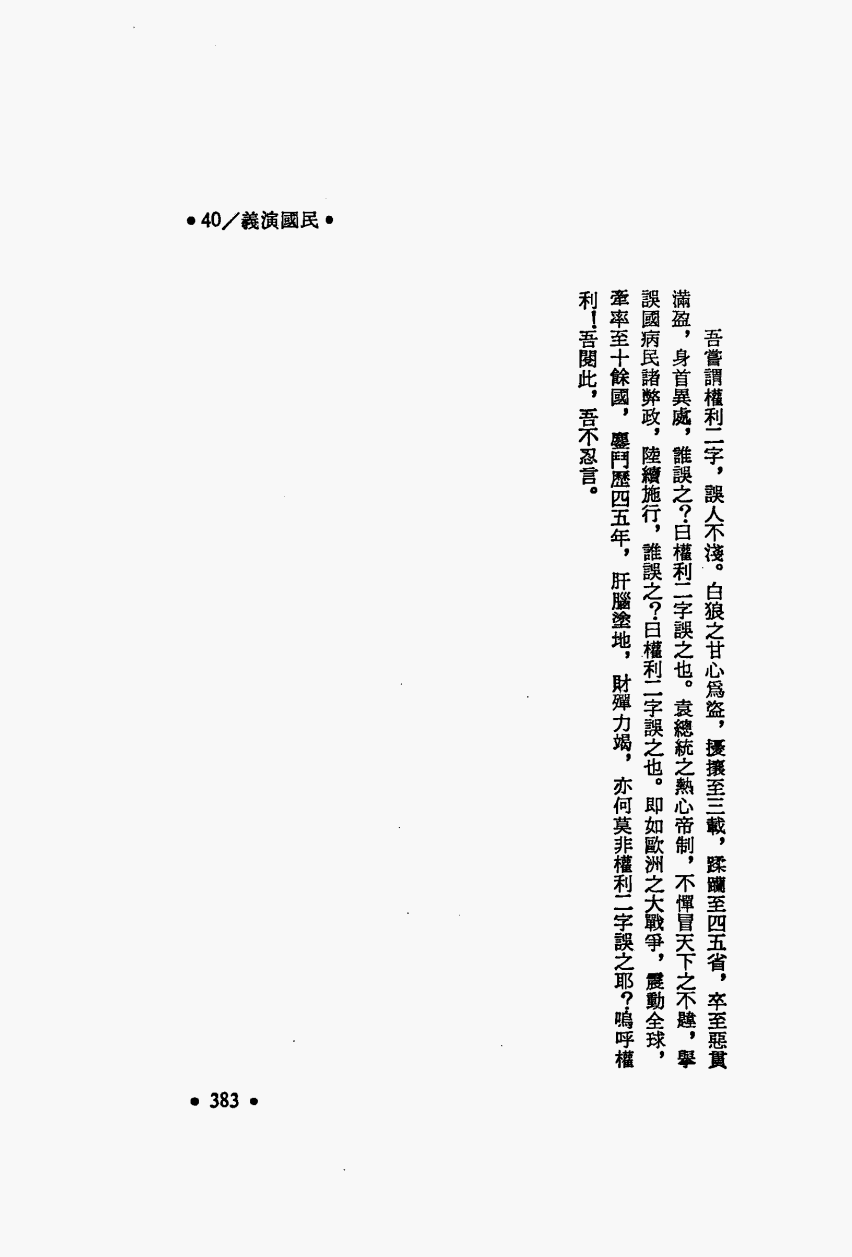 •40/義演國民•
吾嘗謂權利二字，誤人不淺。白狼之甘心爲盜，擾攘至三載，蹂躪至四五省，卒至惡貫
滿盈，身首異處，誰誤之？曰權利二字誤之也。袁總統之熱心帝制，不憚冒天下之不韙，舉
誤國病民諸弊政，陸續施行，誰誤之？曰權利二字誤之也。即如歐洲之大戰爭，震動全球，
牽率至十餘國，鏖鬥歷四五年，肝腦塗地，財殫力竭，亦何莫非權利二字誤之耶？嗚呼權
利！吾閱此，吾不忍言。
• 383 •